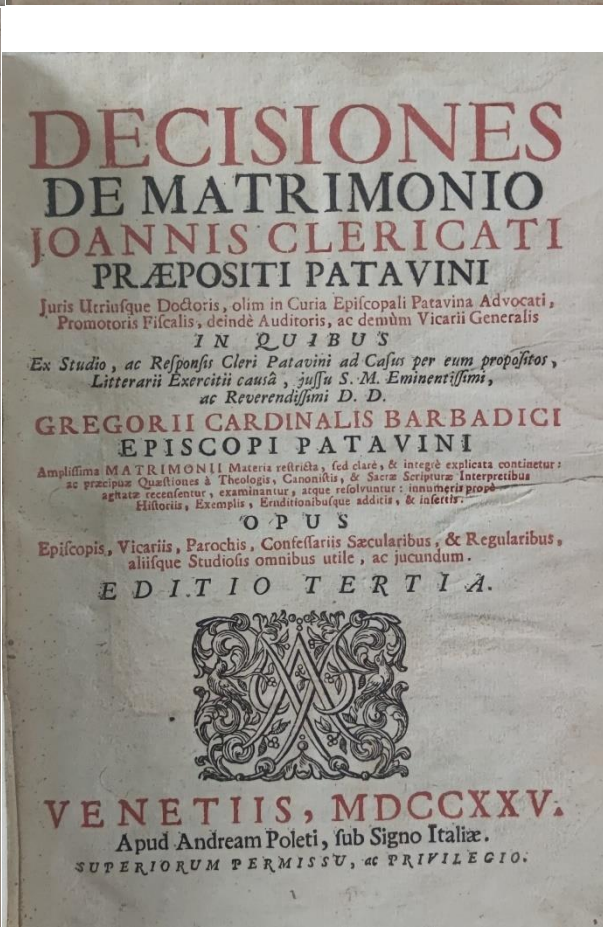 DECISIONES
DE MATRIMONIO
JOANNIS CLERICATI
PRÆPOSITI PATAVINI
Juris Utriuſque Doctoris, olim in Curia Epiſcopali Patavina Advocati,
Promotoris Fiſcalis, deindè Auditoris, ac demùm Vicarii Generalis
IN QUIBUS
Ex Studio, ac Reſponſis Cleri Patavini ad Caſus per eum propoſitos,
Litterarii Exercitii causâ, juſſu S. M. Eminentiſſimi,
ac Reverendiſſimi D. D.
GREGORII CARDINALIS BARBADICI
EPISCOPI PATAVINI
Ampliſſima MATRIMONII Materia reſtricta, ſed clarè, & integrè explicata continetur:
ac præcipuæ Quæſtiones à Theologis, Canoniſtis, & Sacræ Scripturæ Interpretibus
agitatæ recenſentur, examinantur, atque reſolvuntur: innumeris propè
Hiſtoriis, Exemplis, Eruditionibuſque additis, & inſertis.
OPUS
Epiſcopis, Vicariis, Parochis, Confeſſariis Sæcularibus, & Regularibus,
aliiſque Studioſis omnibus utile, ac jucundum.
EDITIO TERTIA.
VENETIIS, MDCCXXV.
Apud Andream Poleti, ſub Signo Italiæ.
SUPERIORUM PERMISSU, ac PRIVILEGIO.